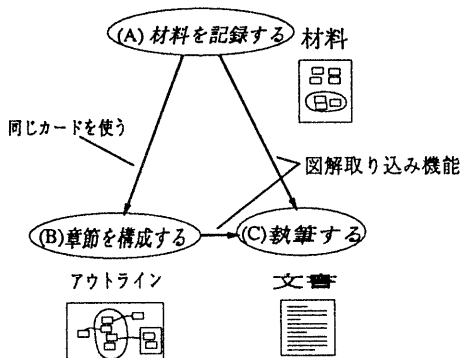 (A) 材料を記録する
材料
同じカードを使う
図解取り込み機能
(B)章節を構成する
(C)執筆する
アウトライン
文書